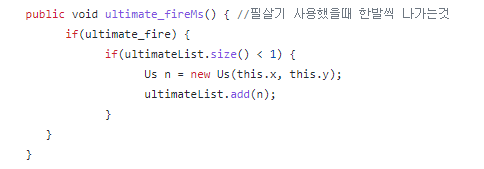 public void ultimate_fireMs() { //필살기 사용했을때 한발씩 나가는것
if(ultimate_fire) {
if(ultimateList.size() < 1) {
Us n = new Us(this.x, this.y);
ultimateList.add(n);
}
}
}